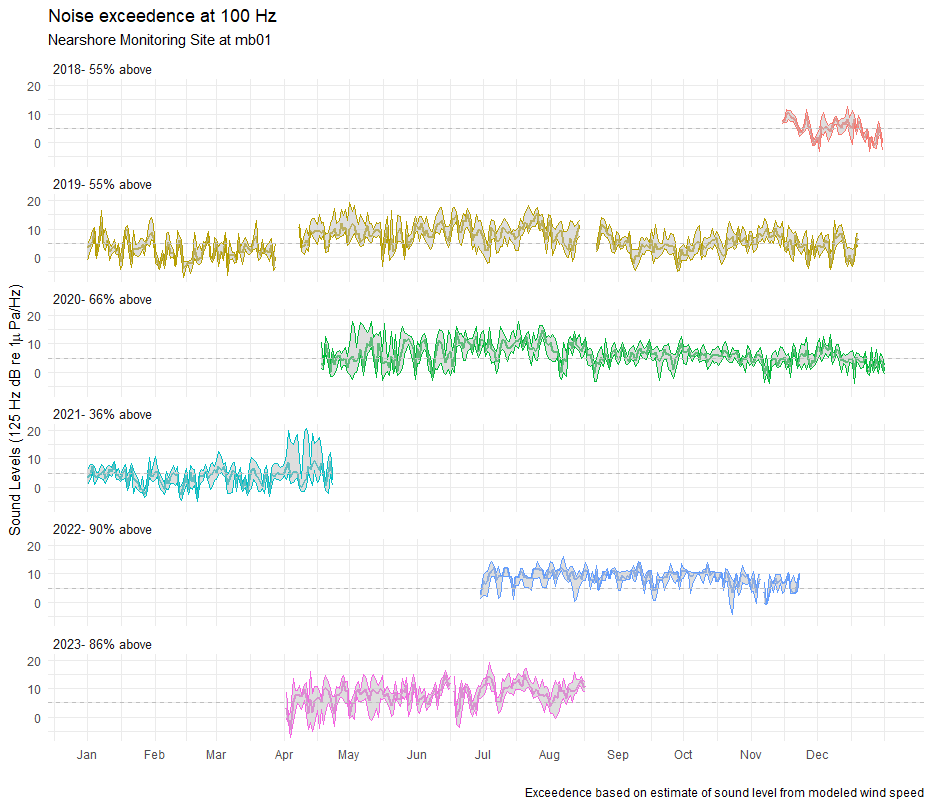 Noise exceedence at 100 Hz
Nearshore Monitoring Site at mb01
Sound Levels (125 Hz dB re 1μ Pa/Hz)
2018- 55% above
20
10
0
2019- 55% above
20
10
0
2020- 66% above
20
10
0
2021- 36% above
20
10
0
2022- 90% above
20
10
0
2023- 86% above
20
10
0
Jan Feb Mar Apr May Jun Jul Aug Sep Oct Nov Dec
Exceedence based on estimate of sound level from modeled wind speed